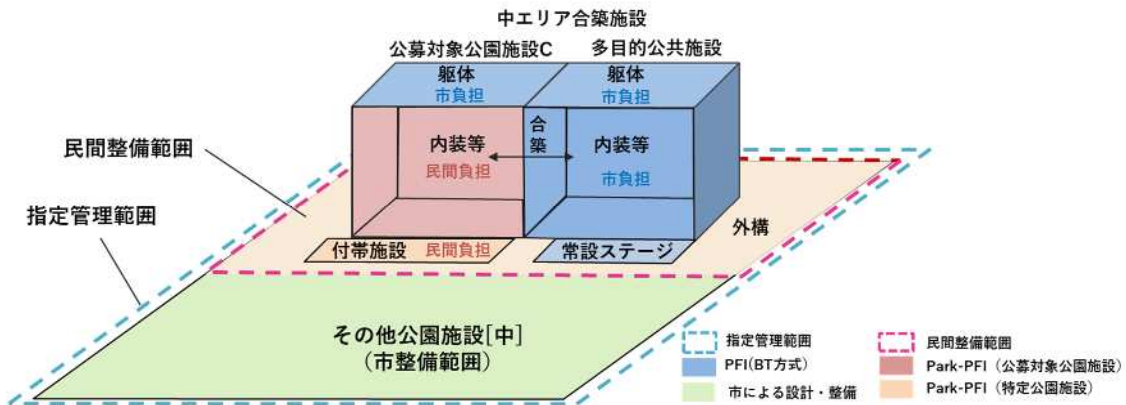 中エリア合築施設
公募対象公園施設C
多目的公共施設
躯体
市負担
躯体
市負担
合築
内装等
民間負担
内装等
市負担
民間整備範囲
指定管理範囲
外構
付帯施設 民間負担
常設ステージ
その他公園施設[中]
(市整備範囲)
指定管理範囲
PFI(BT方式)
市による設計・整備
民間整備範囲
Park-PFI（公募対象公園施設）
Park-PFI（特定公園施設）